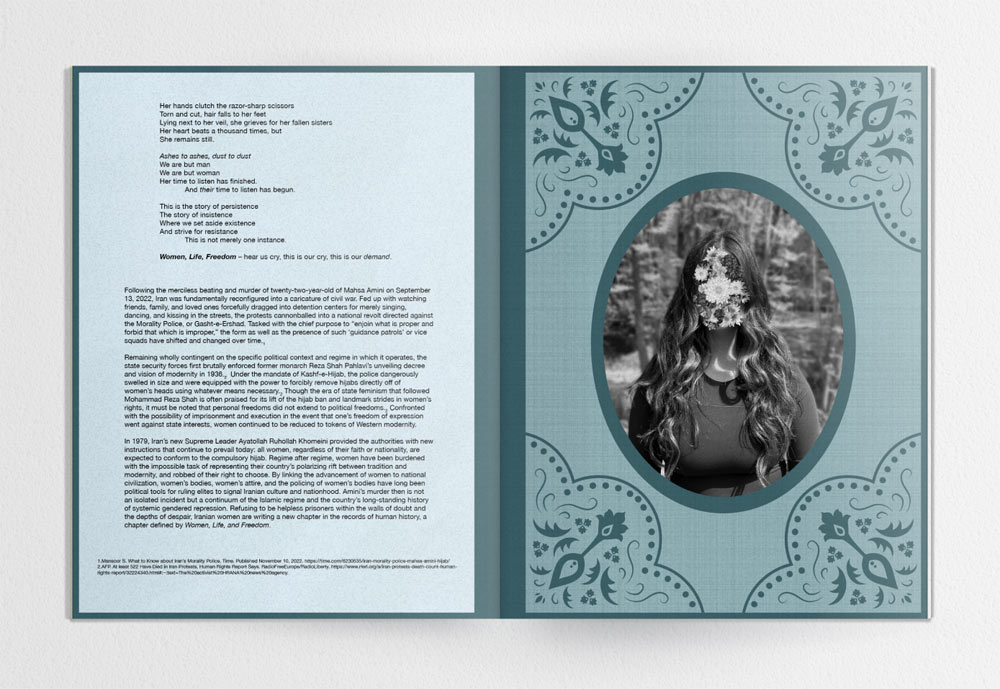 Her hands clutch the razor-sharp scissors
Torn and cut, hair falls to her feet
Lying next to her veil, she grieves for her fallen sisters
Her heart beats a thousand times, but
She remains still.
Ashes to ashes, dust to dust
We are but man
We are but woman
Her time to listen has finished.
And their time to listen has begun.
This is the story of persistence
The story of insistence
Where we set aside existence
And strive for resistance
This is not merely one instance.
Women, Life, Freedom – hear us cry, this is our cry, this is our demand.
Following the merciless beating and murder of twenty-two-year-old of Mahsa Amini on September
13, 2022, Iran was fundamentally reconfigured into a caricature of civil war. Fed up with watching
friends, family, and loved ones forcefully dragged into detention centers for merely singing,
dancing, and kissing in the streets, the protests cannonballed into a national revolt directed against
the Morality Police, or Gasht-e-Ershad. Tasked with the chief purpose to “enjoin what is proper and
forbid that which is improper,” the form as well as the presence of such ‘guidance patrols’ or vice
squads have shifted and changed over time.1
Remaining wholly contingent on the specific political context and regime in which it operates, the
state security forces first brutally enforced former monarch Reza Shah Pahlavi’s unveiling decree
and vision of modernity in 1936.2 Under the mandate of Kashf-e-Hijab, the police dangerously
swelled in size and were equipped with the power to forcibly remove hijabs directly off of
women’s heads using whatever means necessary. Though the era of state feminism that followed
Mohammad Reza Shah is often praised for its lift of the hijab ban and landmark strides in women’s
rights, it must be noted that personal freedoms did not extend to political freedoms. Confronted
with the possibility of imprisonment and execution in the event that one’s freedom of expression
went against state interests, women continued to be reduced to tokens of Western modernity.
In 1979, Iran’s new Supreme Leader Ayatollah Ruhollah Khomeini provided the authorities with new
instructions that continue to prevail today: all women, regardless of their faith or nationality, are
expected to conform to the compulsory hijab. Regime after regime, women have been burdened
with the impossible task of representing their country’s polarizing rift between tradition and
modernity, and robbed of their right to choose. By linking the advancement of women to national
civilization, women’s bodies, women’s attire, and the policing of women’s bodies have long been
political tools for ruling elites to signal Iranian culture and nationhood. Amini’s murder then is not
an isolated incident but a continuum of the Islamic regime and the country’s long-standing history
of systemic gendered repression. Refusing to be helpless prisoners within the walls of doubt and
the depths of despair, Iranian women are writing a new chapter in the records of human history, a
chapter defined by Women, Life, and Freedom.
1.Mansoor S. What to Know about Iran’s Morality Police. Time. Published November 10, 2022. https://time.com/6230535/iran-morality-police-mahsa-amini-hijab/
2.AFP. At least 522 Have Died In Iran Protests, Human Rights Report Says. RadioFreeEurope/RadioLiberty. https://www.rferl.org/a/iran-protests-death-count-human-